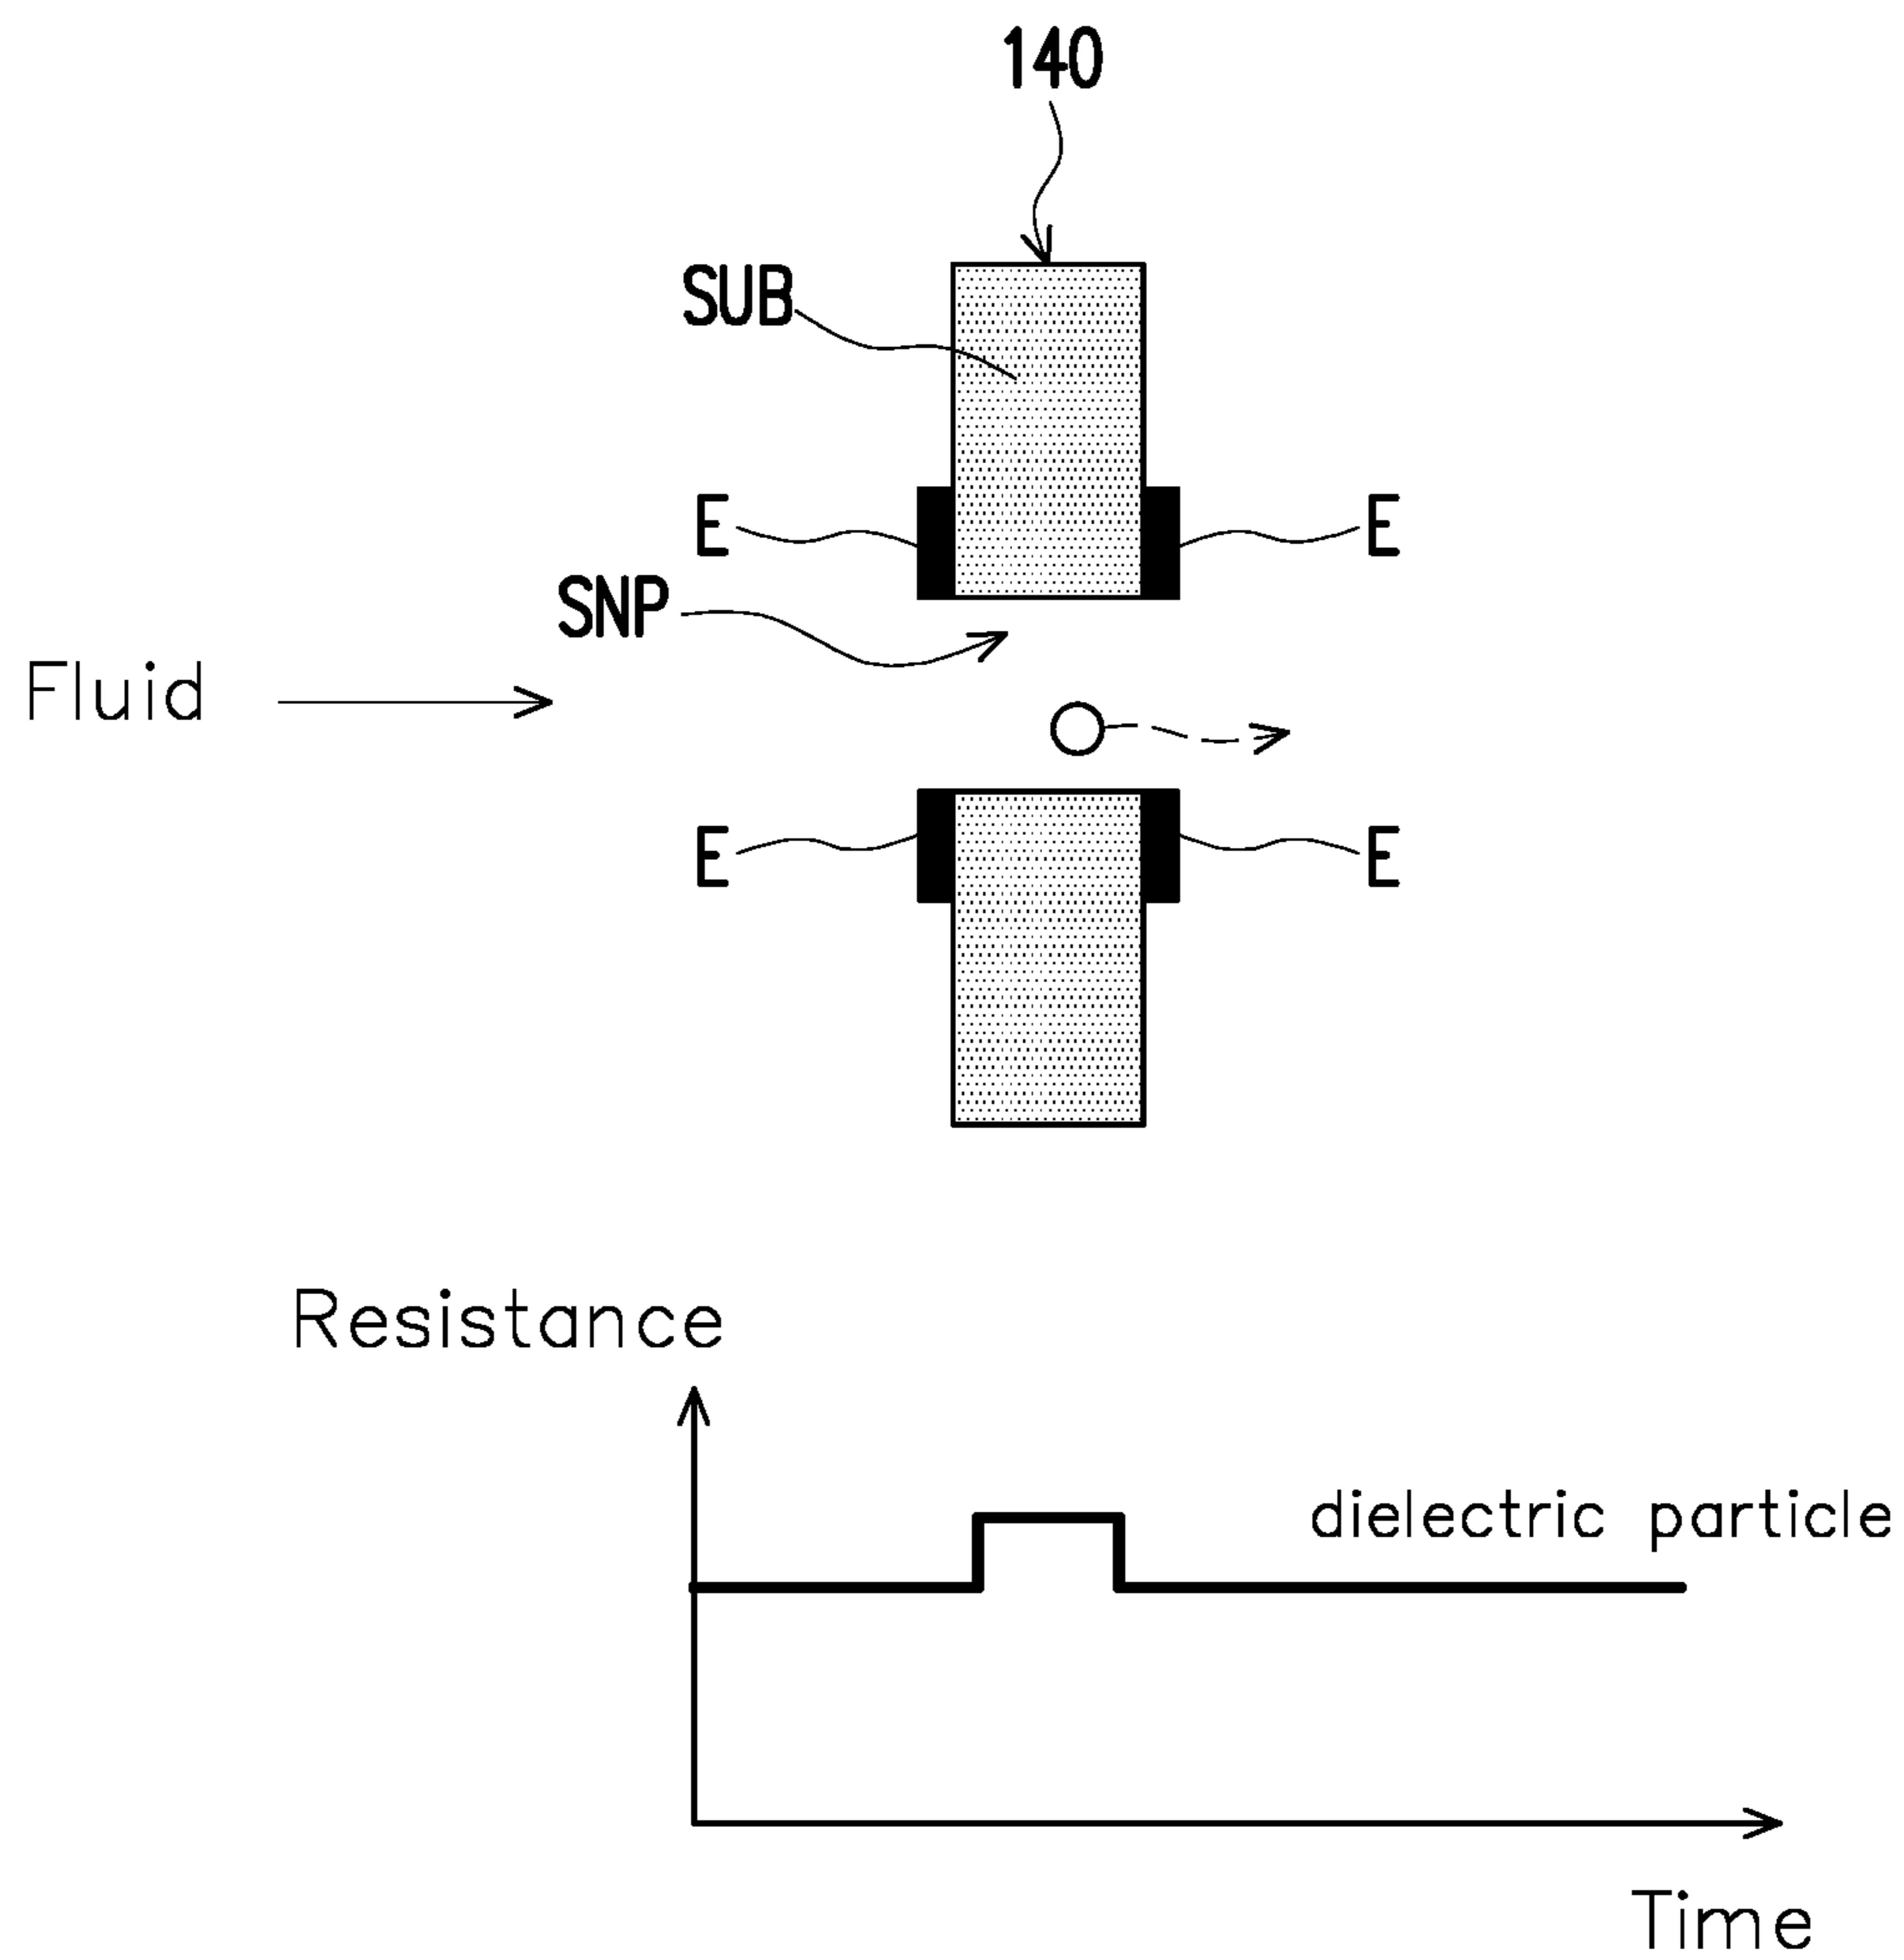 140
SUB
E E
SNP
Fluid
E E
Resistance
dielectric particle
Time